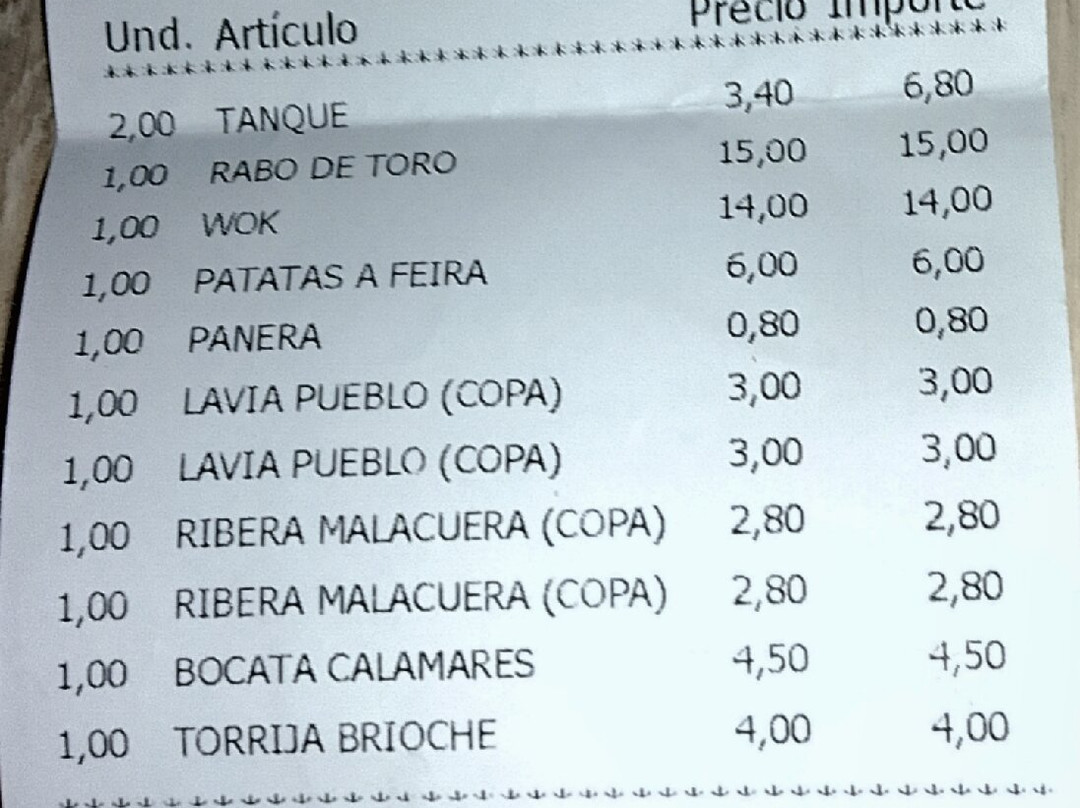 Und. Artículo Precio Importe
****************************************************
2,00 TANQUE 3,40 6,80
1,00 RABO DE TORO 15,00 15,00
1,00 WOK 14,00 14,00
1,00 PATATAS A FEIRA 6,00 6,00
1,00 PANERA 0,80 0,80
1,00 LAVIA PUEBLO (COPA) 3,00 3,00
1,00 LAVIA PUEBLO (COPA) 3,00 3,00
1,00 RIBERA MALACUERA (COPA) 2,80 2,80
1,00 RIBERA MALACUERA (COPA) 2,80 2,80
1,00 BOCATA CALAMARES 4,50 4,50
1,00 TORRIJA BRIOCHE 4,00 4,00